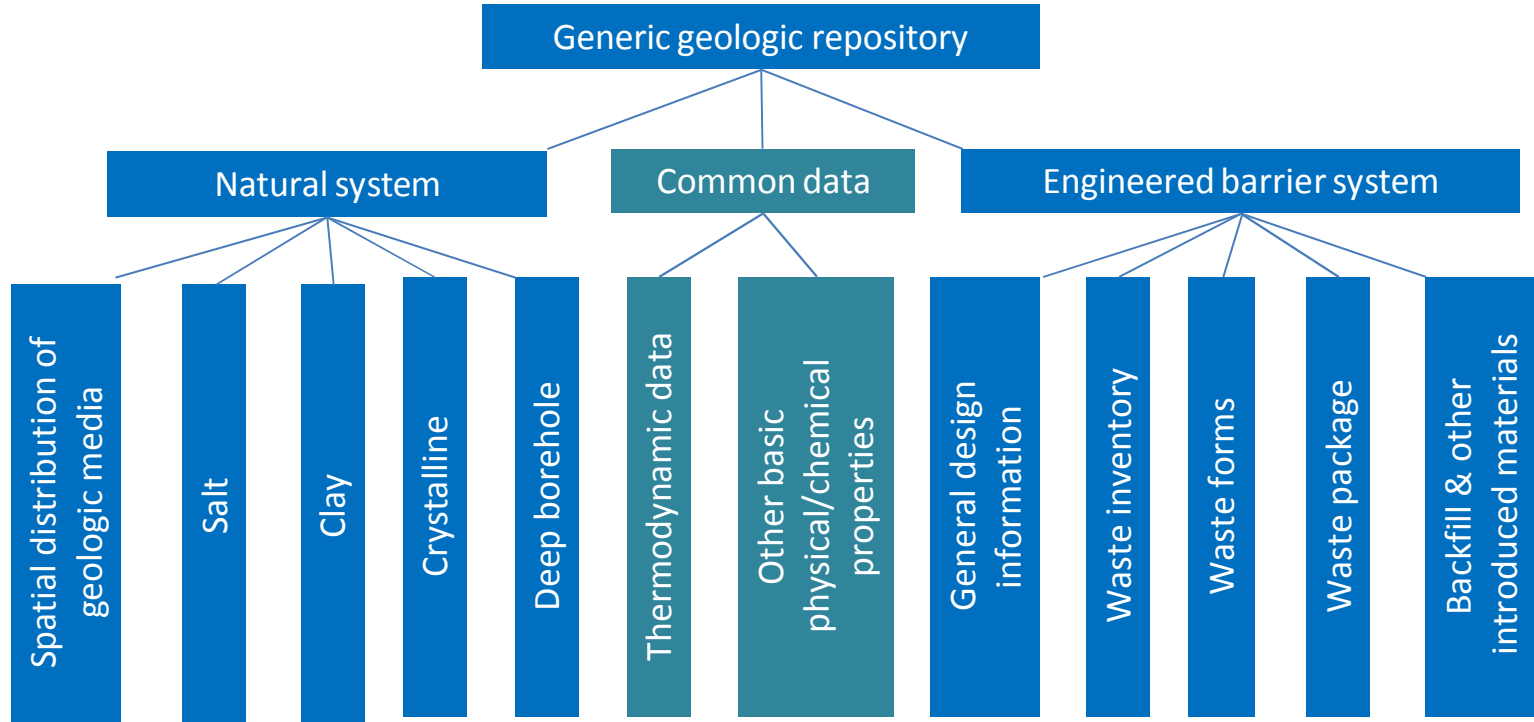 Generic geologic repository
Natural system
Common data
Engineered barrier system
Spatial distribution of
geologic media
Salt
Clay
Crystalline
Deep borehole
Thermodynamic data
Other basic
physical/chemical
properties
General design
information
Waste inventory
Waste forms
Waste package
Backfill & other
introduced materials